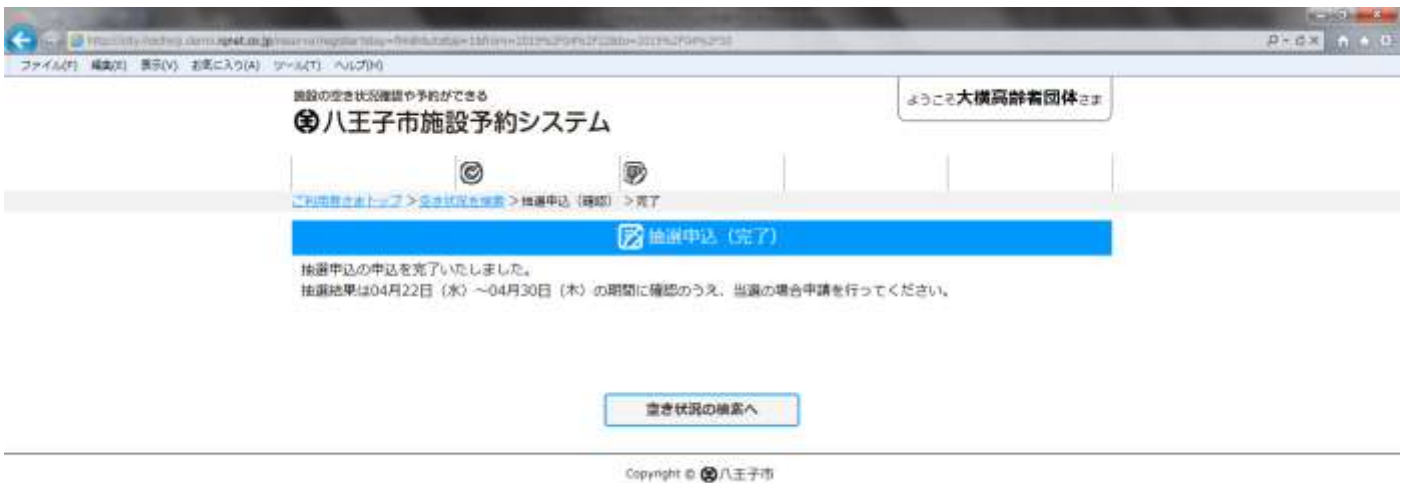 ファイル(F) 編集(E) 表示(V) お気に入り(A) ツール(T) ヘルプ(H)
施設の空き状況確認や予約ができる
八王子市施設予約システム
ようこそ大横高齢者団体さま
ご利用者さまトップ > 空き状況を検索 > 抽選申込（確認） > 完了
抽選申込（完了）
抽選申込の申込を完了いたしました。
抽選結果は04月22日（水）～04月30日（木）の期間に確認のうえ、当選の場合申請を行ってください。
空き状況の検索へ
Copyright © 八王子市